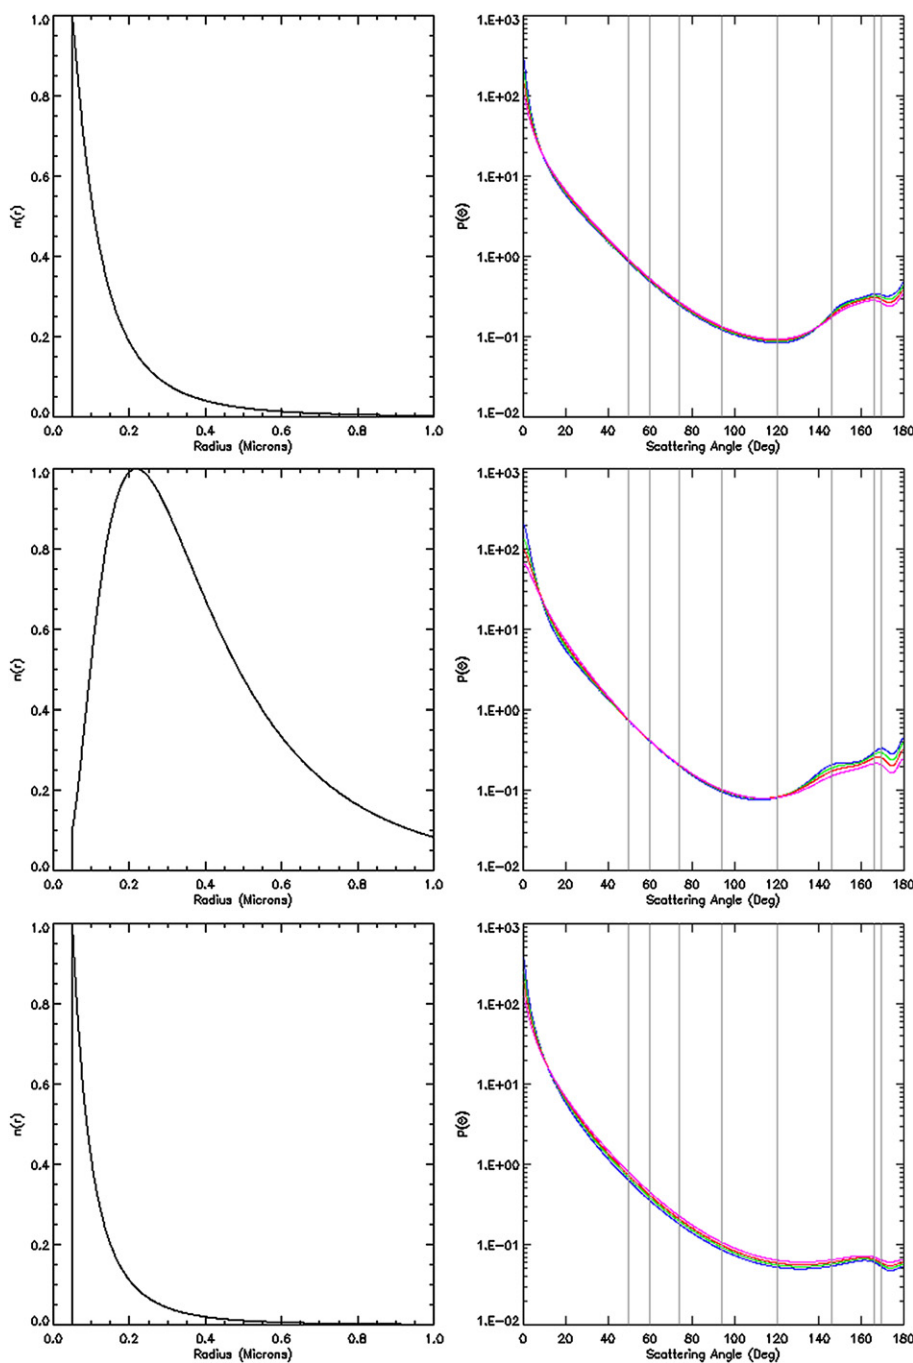 1.0
0.8
0.6
0.4
0.2
0.0
n(r)
0.0 0.2 0.4 0.6 0.8 1.0
Radius (Microns)
1.E+03
1.E+02
1.E+01
1.E+00
1.E-01
1.E-02
P(Θ)
0 20 40 60 80 100 120 140 160 180
Scattering Angle (Deg)
1.0
0.8
0.6
0.4
0.2
0.0
n(r)
0.0 0.2 0.4 0.6 0.8 1.0
Radius (Microns)
1.E+03
1.E+02
1.E+01
1.E+00
1.E-01
1.E-02
P(Θ)
0 20 40 60 80 100 120 140 160 180
Scattering Angle (Deg)
1.0
0.8
0.6
0.4
0.2
0.0
n(r)
0.0 0.2 0.4 0.6 0.8 1.0
Radius (Microns)
1.E+03
1.E+02
1.E+01
1.E+00
1.E-01
1.E-02
P(Θ)
0 20 40 60 80 100 120 140 160 180
Scattering Angle (Deg)